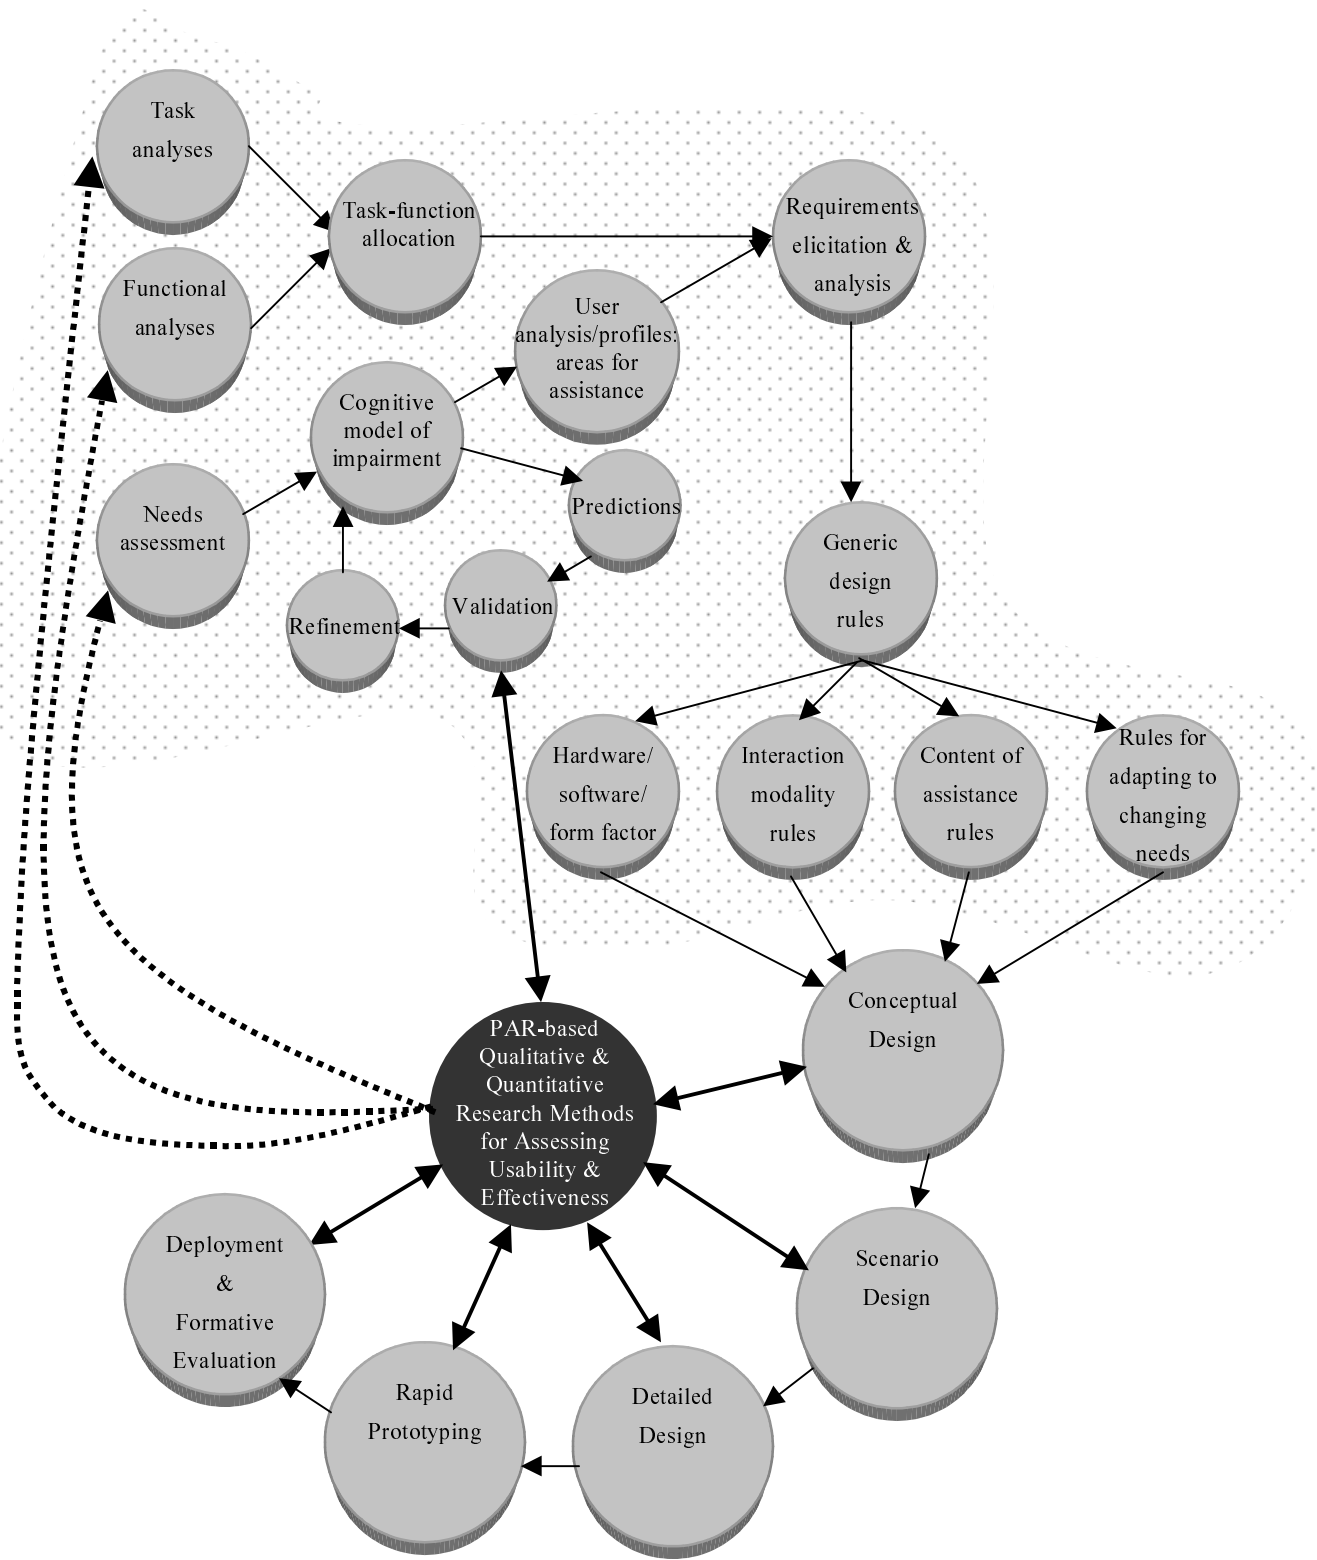 Task
analyses
Task-function
allocation
Requirements
elicitation &
analysis
Functional
analyses
User
analysis/profiles:
areas for
assistance
Cognitive
model of
impairment
Needs
assessment
Predictions
Validation
Refinement
Generic
design
rules
Hardware/
software/
form factor
Interaction
modality
rules
Content of
assistance
rules
Rules for
adapting to
changing
needs
Conceptual
Design
PAR-based
Qualitative &
Quantitative
Research Methods
for Assessing
Usability &
Effectiveness
Scenario
Design
Detailed
Design
Rapid
Prototyping
Deployment
&
Formative
Evaluation